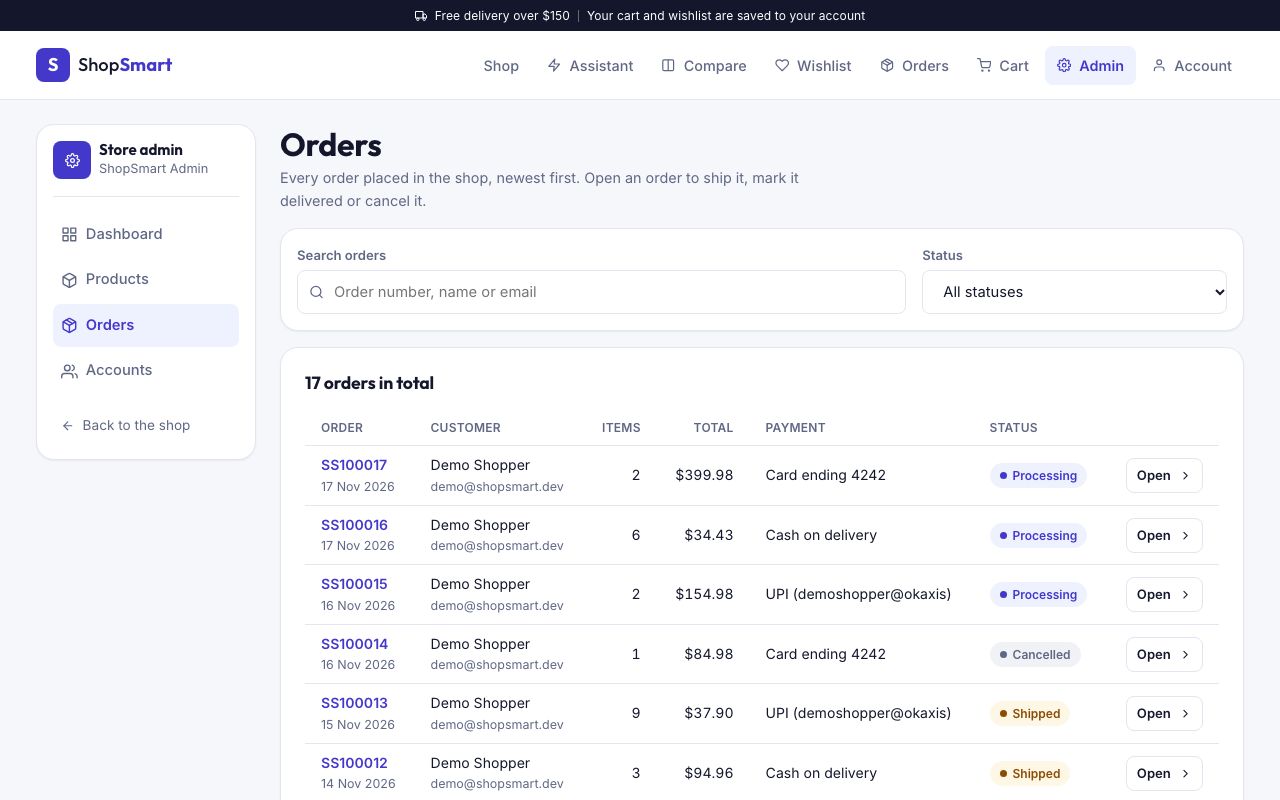 Free delivery over $150 | Your cart and wishlist are saved to your account
S ShopSmart
Shop Assistant Compare Wishlist Orders Cart Admin Account
Store admin
ShopSmart Admin
Dashboard
Products
Orders
Accounts
Back to the shop
Orders
Every order placed in the shop, newest first. Open an order to ship it, mark it
delivered or cancel it.
Search orders Status
Order number, name or email All statuses
17 orders in total
ORDER CUSTOMER ITEMS TOTAL PAYMENT STATUS
SS100017 Demo Shopper 2 $399.98 Card ending 4242 Processing Open
17 Nov 2026 demo@shopsmart.dev
SS100016 Demo Shopper 6 $34.43 Cash on delivery Processing Open
17 Nov 2026 demo@shopsmart.dev
SS100015 Demo Shopper 2 $154.98 UPI (demoshopper@okaxis) Processing Open
16 Nov 2026 demo@shopsmart.dev
SS100014 Demo Shopper 1 $84.98 Card ending 4242 Cancelled Open
16 Nov 2026 demo@shopsmart.dev
SS100013 Demo Shopper 9 $37.90 UPI (demoshopper@okaxis) Shipped Open
15 Nov 2026 demo@shopsmart.dev
SS100012 Demo Shopper 3 $94.96 Cash on delivery Shipped Open
14 Nov 2026 demo@shopsmart.dev